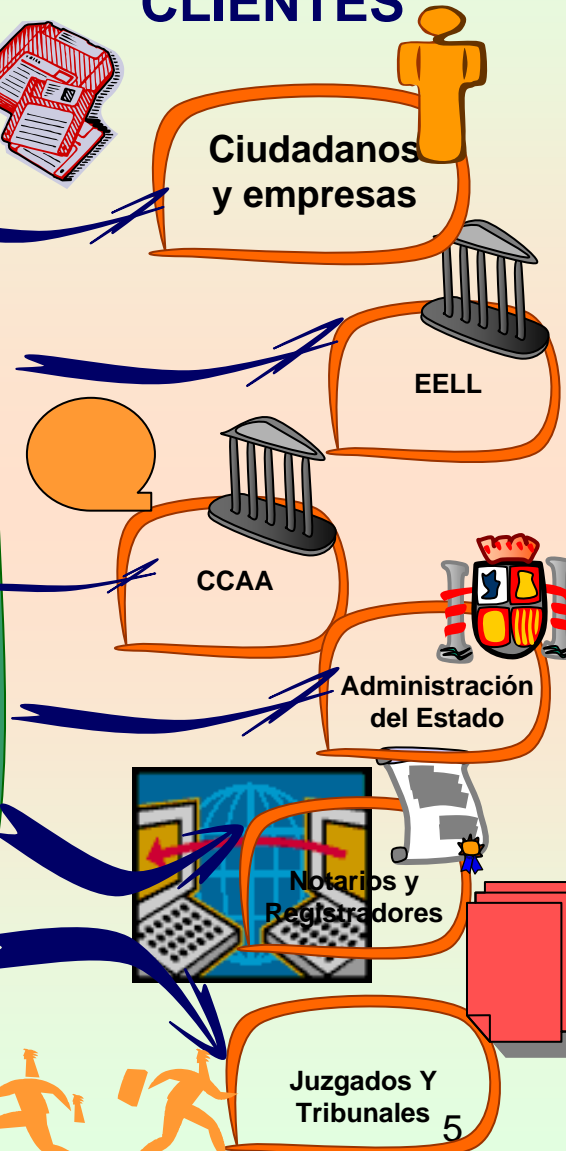 CLIENTES
Ciudadanos
y empresas
EELL
CCAA
Administración
del Estado
Notarios y
Registradores
Juzgados Y
Tribunales
5